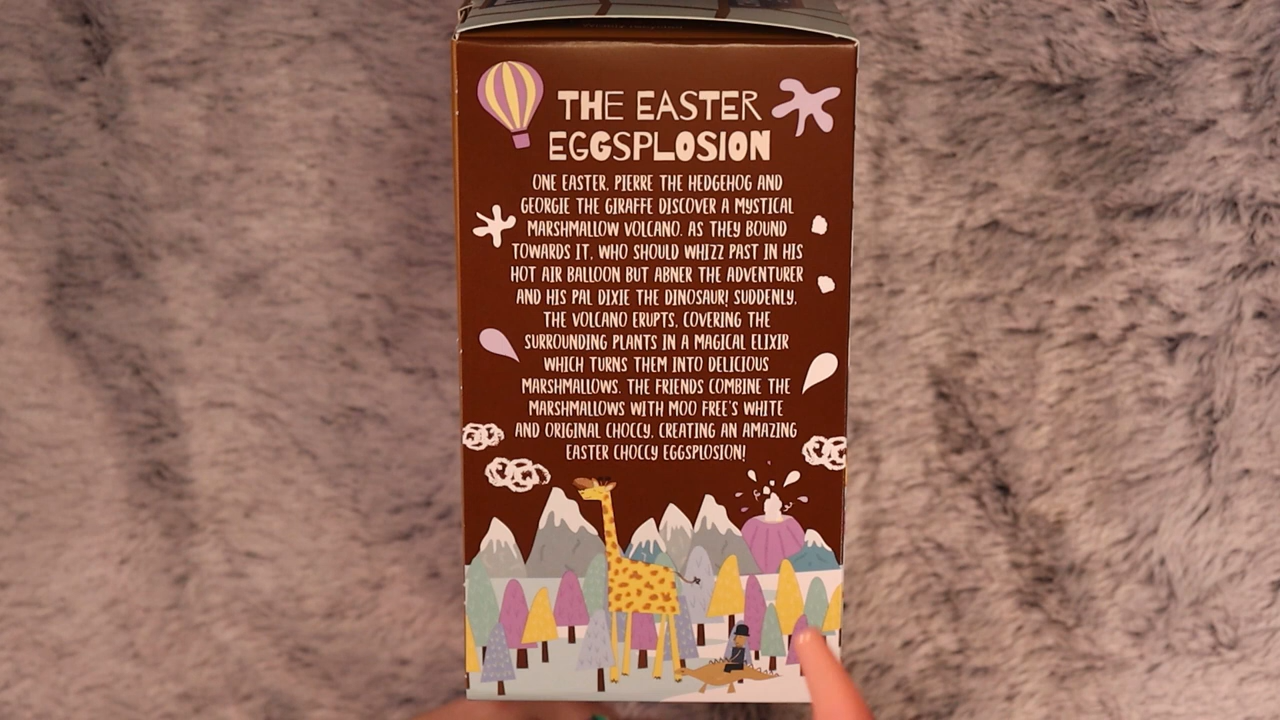 THE EASTER
EGGSPLOSION
ONE EASTER, PIERRE THE HEDGEHOG AND
GEORGIE THE GIRAFFE DISCOVER A MYSTICAL
MARSHMALLOW VOLCANO. AS THEY BOUND
TOWARDS IT, WHO SHOULD WHIZZ PAST IN HIS
HOT AIR BALLOON BUT ABNER THE ADVENTURER
AND HIS PAL DIXIE THE DINOSAUR! SUDDENLY,
THE VOLCANO ERUPTS, COVERING THE
SURROUNDING PLANTS IN A MAGICAL ELIXIR
WHICH TURNS THEM INTO DELICIOUS
MARSHMALLOWS. THE FRIENDS COMBINE THE
MARSHMALLOWS WITH MOO FREE'S WHITE
AND ORIGINAL CHOCCY, CREATING AN AMAZING
EASTER CHOCCY EGGSPLOSION!